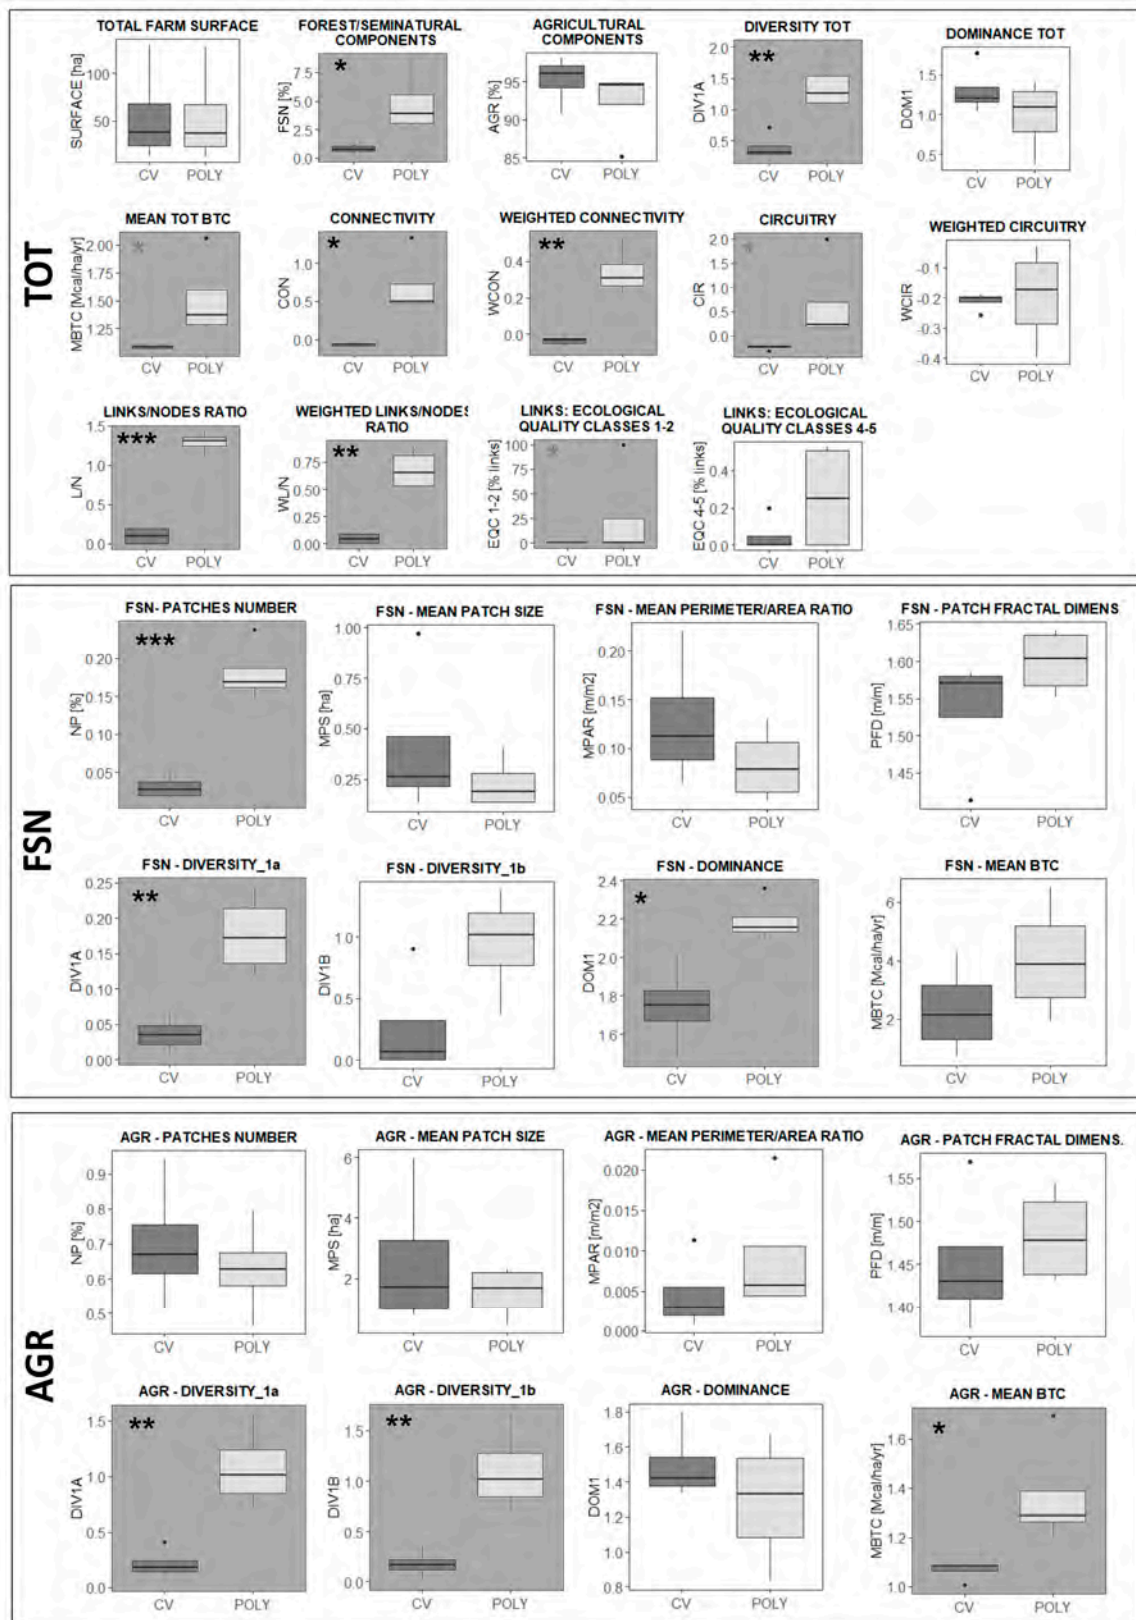 TOT
TOTAL FARM SURFACE
SURFACE [ha]
100
50
CV POLY
FOREST/SEMINATURAL
COMPONENTS
*
FSN [%]
7.5
5.0
2.5
0.0
CV POLY
AGRICULTURAL
COMPONENTS
AGR [%]
95
90
85
CV POLY
DIVERSITY TOT
**
DIV1A
2.0
1.5
1.0
0.5
CV POLY
DOMINANCE TOT
DOM1
1.5
1.0
0.5
CV POLY
MEAN TOT BTC
*
MBTC [Mcal/ha/yr]
2.00
1.75
1.50
1.25
CV POLY
CONNECTIVITY
*
CON
1.0
0.5
0.0
CV POLY
WEIGHTED CONNECTIVITY
**
WCON
0.4
0.2
0.0
CV POLY
CIRCUITRY
*
CIR
2.0
1.5
1.0
0.5
0.0
CV POLY
WEIGHTED CIRCUITRY
WCIR
-0.1
-0.2
-0.3
-0.4
CV POLY
LINKS/NODES RATIO
***
L/N
1.5
1.0
0.5
0.0
CV POLY
WEIGHTED LINKS/NODES
RATIO
**
WL/N
0.75
0.50
0.25
0.00
CV POLY
LINKS: ECOLOGICAL
QUALITY CLASSES 1-2
*
EQC 1-2 [% links]
100
75
50
25
0
CV POLY
LINKS: ECOLOGICAL
QUALITY CLASSES 4-5
EQC 4-5 [% links]
0.4
0.2
0.0
CV POLY
FSN
FSN - PATCHES NUMBER
***
NP [%]
0.20
0.15
0.10
0.05
CV POLY
FSN - MEAN PATCH SIZE
MPS [ha]
1.00
0.75
0.50
0.25
CV POLY
FSN - MEAN PERIMETER/AREA RATIO
MPAR [m/m2]
0.20
0.15
0.10
0.05
CV POLY
FSN - PATCH FRACTAL DIMENS
PFD [m/m]
1.65
1.60
1.55
1.50
1.45
CV POLY
FSN - DIVERSITY_1a
**
DIV1A
0.25
0.20
0.15
0.10
0.05
0.00
CV POLY
FSN - DIVERSITY_1b
DIV1B
1.0
0.5
0.0
CV POLY
FSN - DOMINANCE
*
DOM1
2.4
2.2
2.0
1.8
1.6
CV POLY
FSN - MEAN BTC
MBTC [Mcal/ha/yr]
6
4
2
CV POLY
AGR
AGR - PATCHES NUMBER
NP [%]
0.9
0.8
0.7
0.6
0.5
CV POLY
AGR - MEAN PATCH SIZE
MPS [ha]
6
4
2
CV POLY
AGR - MEAN PERIMETER/AREA RATIO
MPAR [m/m2]
0.020
0.015
0.010
0.005
0.000
CV POLY
AGR - PATCH FRACTAL DIMENS.
PFD [m/m]
1.55
1.50
1.45
1.40
CV POLY
AGR - DIVERSITY_1a
**
DIV1A
1.5
1.0
0.5
0.0
CV POLY
AGR - DIVERSITY_1b
**
DIV1B
1.5
1.0
0.5
0.0
CV POLY
AGR - DOMINANCE
DOM1
1.8
1.6
1.4
1.2
1.0
0.8
CV POLY
AGR - MEAN BTC
*
MBTC [Mcal/ha/yr]
1.6
1.4
1.2
1.0
CV POLY